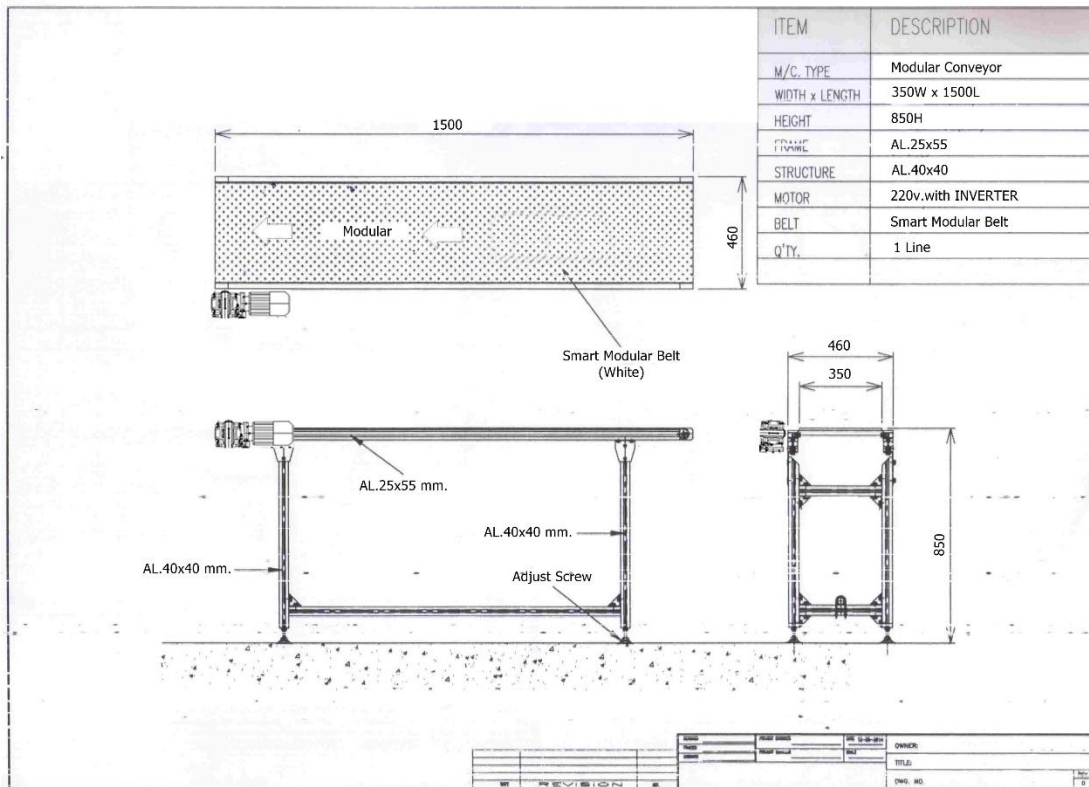 ITEM DESCRIPTION
M/C. TYPE Modular Conveyor
WIDTH x LENGTH 350W x 1500L
HEIGHT 850H
FRAME AL.25x55
STRUCTURE AL.40x40
MOTOR 220v.with INVERTER
BELT Smart Modular Belt
Q'TY. 1 Line
1500
Modular
460
Smart Modular Belt
(White)
460
350
AL.25x55 mm.
AL.40x40 mm.
850
AL.40x40 mm.
Adjust Screw
OWNER:
TITLE:
DWG. NO.
REVISION
0